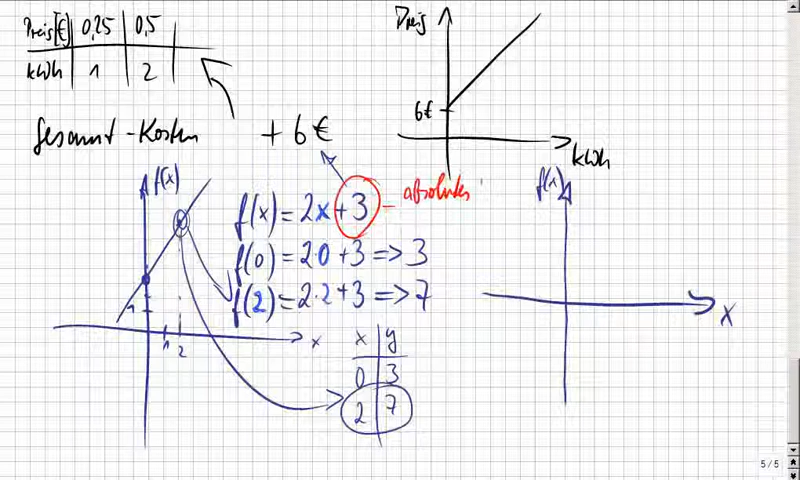 Preis[€] 0,25 0,5
kWh 1 2
Gesamt-Kosten + 6€
Preis
6€
kWh
f(x)
1
1 2
x
f(x)=2x+3 – absolutes
f(0)=2·0+3=>3
f(2)=2·2+3=>7
x y
0 3
2 7
f(x)
x
5/5